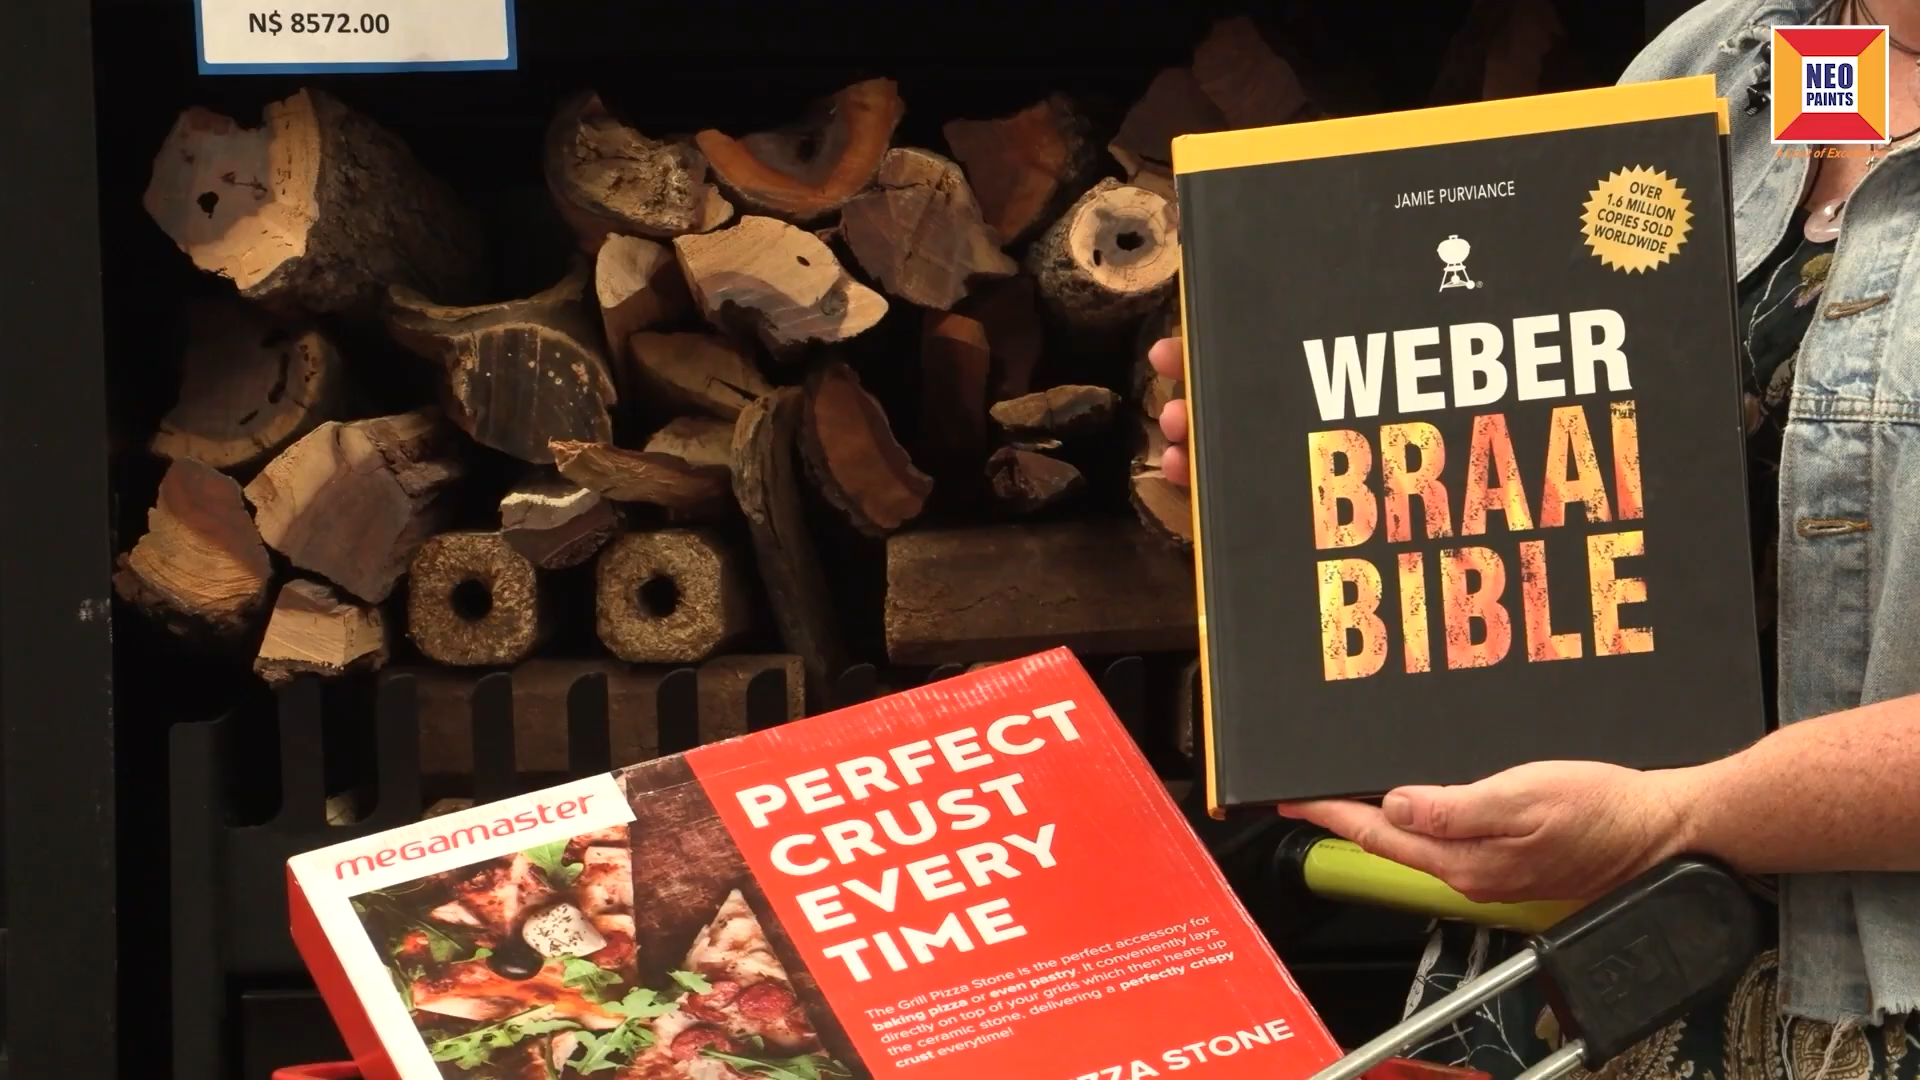 N$ 8572.00
NEO
PAINTS
JAMIE PURVIANCE
OVER
1.6 MILLION
COPIES SOLD
WORLDWIDE
WEBER
BRAAI
BIBLE
megamaster
PERFECT
CRUST
EVERY
TIME
The Grill Pizza Stone is the perfect accessory for
baking pizza or even pastry. It conveniently lays
directly on top of your grids which then heats up
the ceramic stone, delivering a perfectly crispy
crust everytime!
STONE